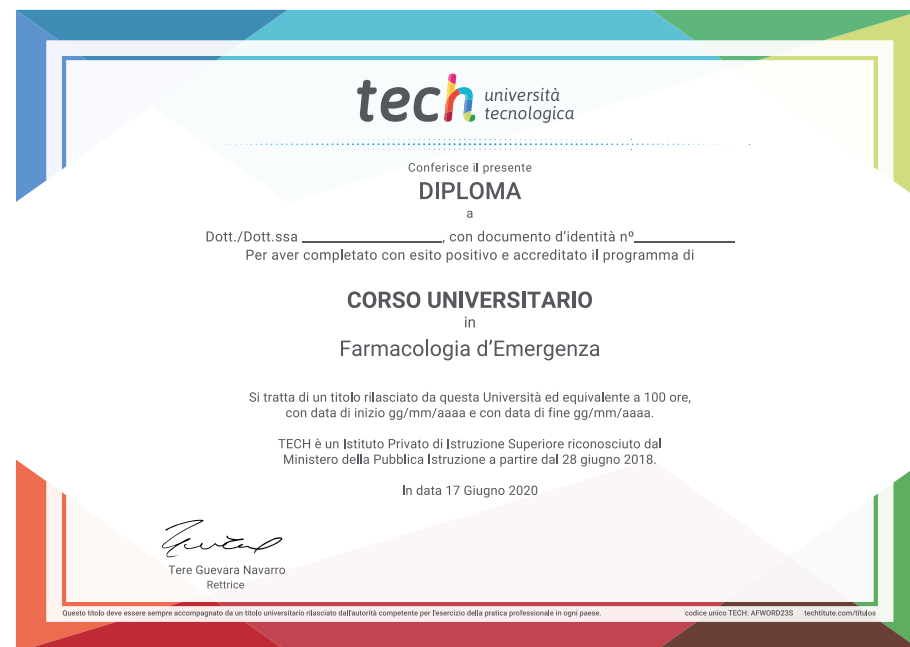 tech università
tecnologica
Conferisce il presente
DIPLOMA
a
Dott./Dott.ssa ____________________, con documento d'identità nº______________
Per aver completato con esito positivo e accreditato il programma di
CORSO UNIVERSITARIO
in
Farmacologia d'Emergenza
Si tratta di un titolo rilasciato da questa Università ed equivalente a 100 ore,
con data di inizio gg/mm/aaaa e con data di fine gg/mm/aaaa.
TECH è un Istituto Privato di Istruzione Superiore riconosciuto dal
Ministero della Pubblica Istruzione a partire dal 28 giugno 2018.
In data 17 Giugno 2020
Tere Guevara Navarro
Rettrice
Questo titolo deve essere sempre accompagnato da un titolo universitario rilasciato dall'autorità competente per l'esercizio della pratica professionale in ogni paese. codice unico TECH: AFWORD23S techtitute.com/títulos